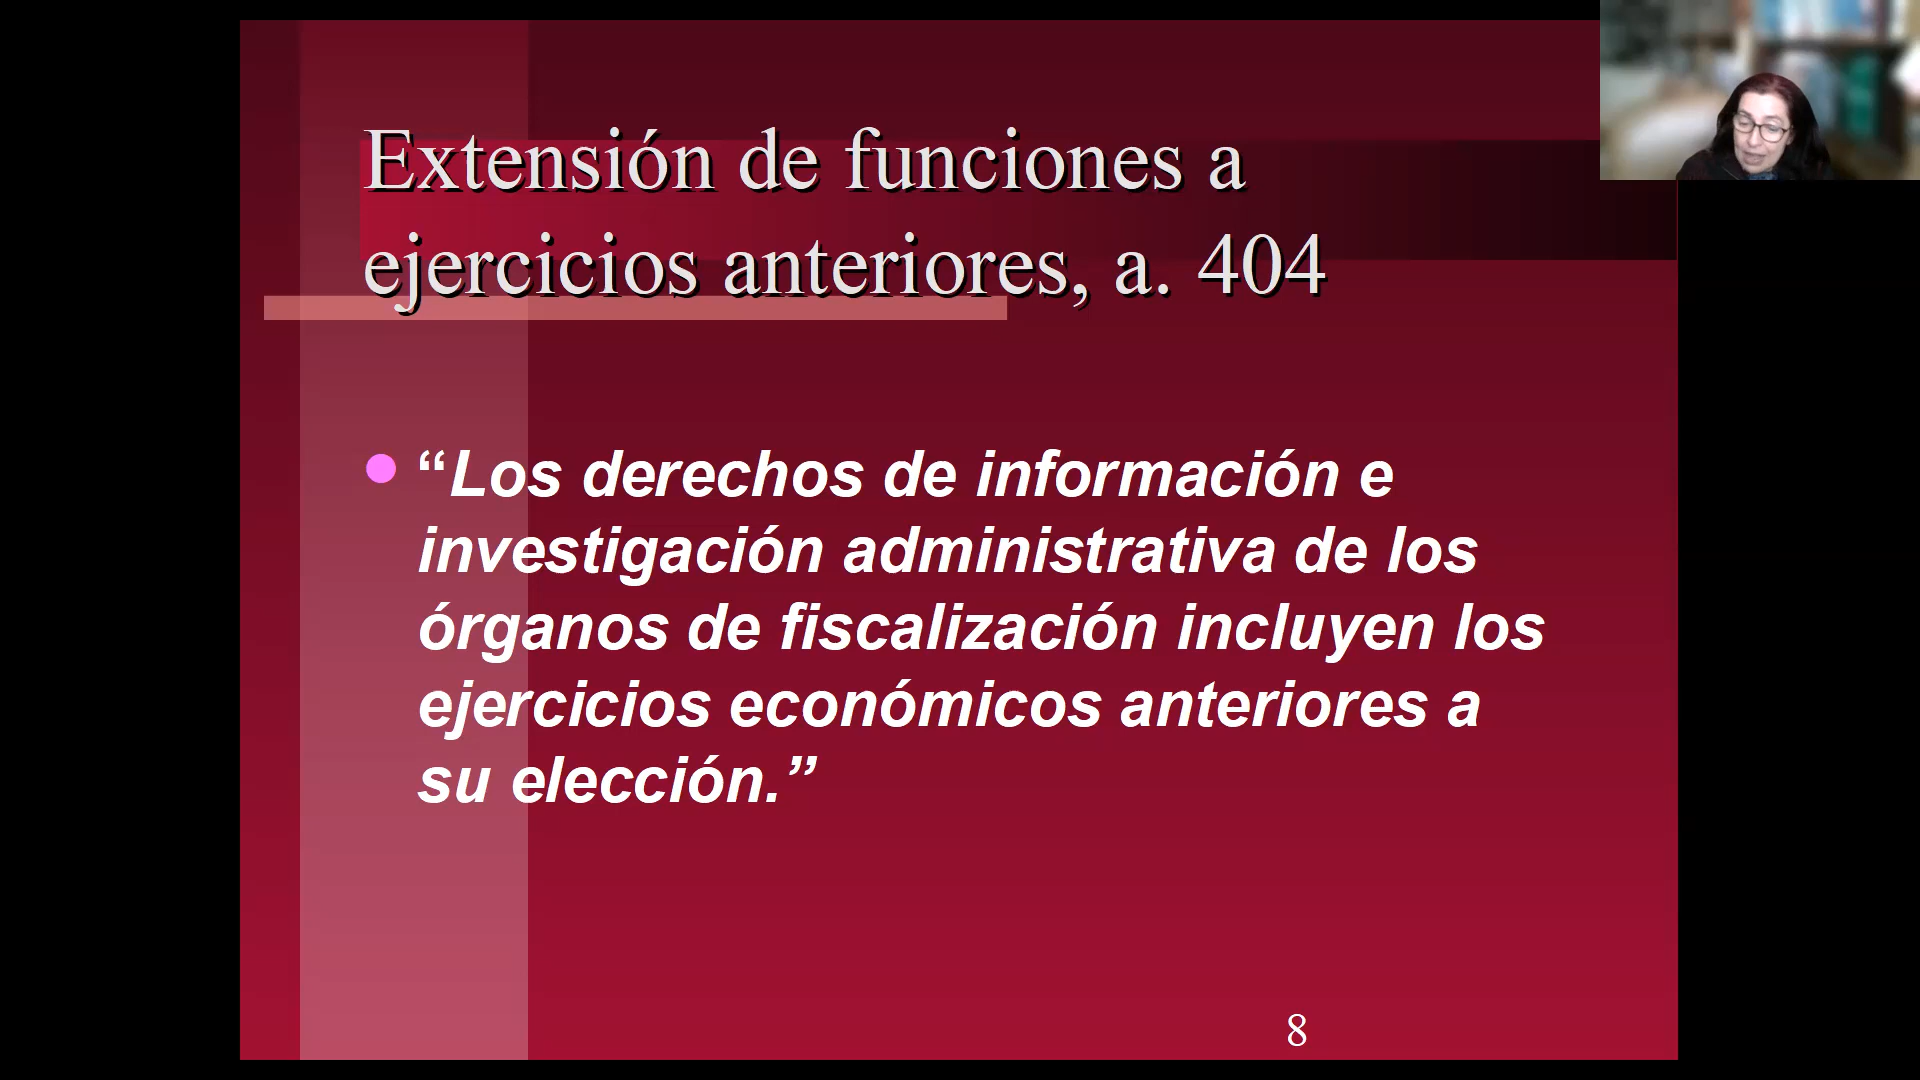 Extensión de funciones a
ejercicios anteriores, a. 404
“Los derechos de información e
investigación administrativa de los
órganos de fiscalización incluyen los
ejercicios económicos anteriores a
su elección.”
8